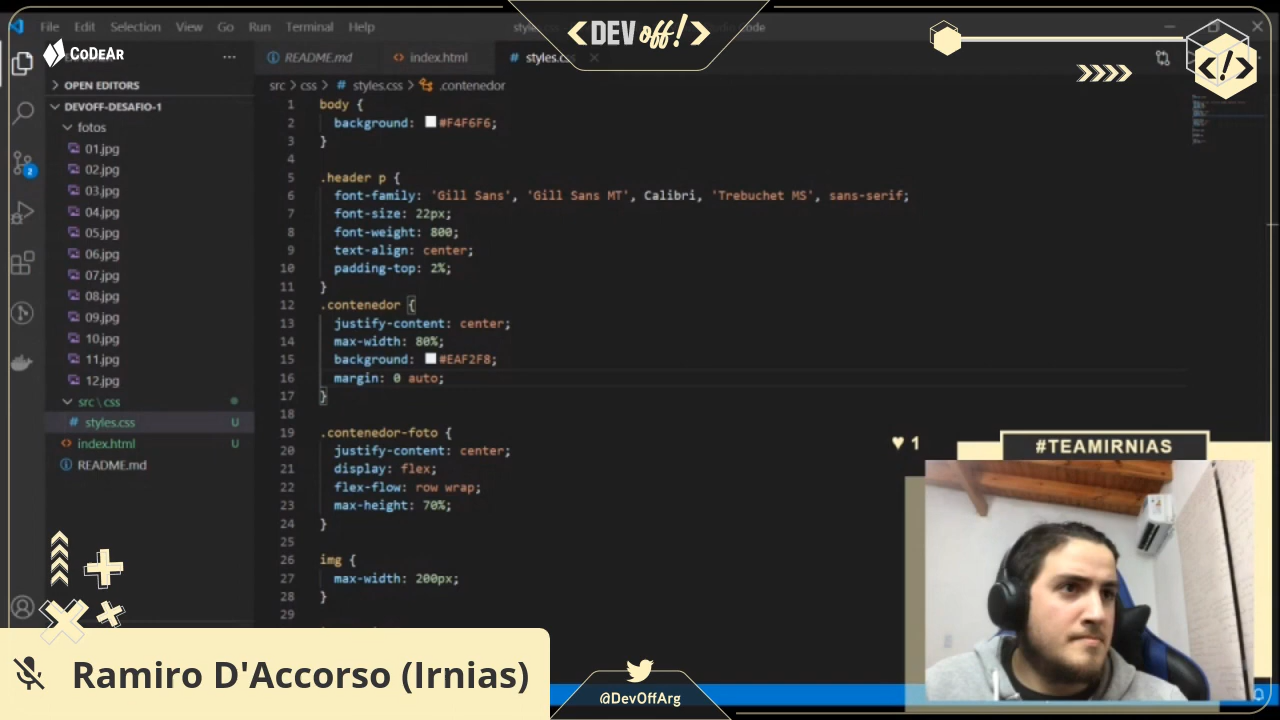 File Edit Selection View Go Run Terminal Help
DEV off!
CODEAR
README.md
index.html
styles.c
src > css > # styles.css > .contenedor
OPEN EDITORS
DEVOFF-DESAFIO-1
fotos
01.jpg
02.jpg
03.jpg
04.jpg
05.jpg
06.jpg
07.jpg
08.jpg
09.jpg
10.jpg
11.jpg
12.jpg
src \ css
# styles.css U
index.html U
README.md
2
1 body {
2 background: #F4F6F6;
3 }
4
5 .header p {
6 font-family: 'Gill Sans', 'Gill Sans MT', Calibri, 'Trebuchet MS', sans-serif;
7 font-size: 22px;
8 font-weight: 800;
9 text-align: center;
10 padding-top: 2%;
11 }
12 .contenedor {
13 justify-content: center;
14 max-width: 80%;
15 background: #EAF2F8;
16 margin: 0 auto;
17 }
18
19 .contenedor-foto {
20 justify-content: center;
21 display: flex;
22 flex-flow: row wrap;
23 max-height: 70%;
24 }
25
26 img {
27 max-width: 200px;
28 }
29
</>
♥ 1
#TEAMIRNIAS
Ramiro D'Accorso (Irnias)
@DevOffArg